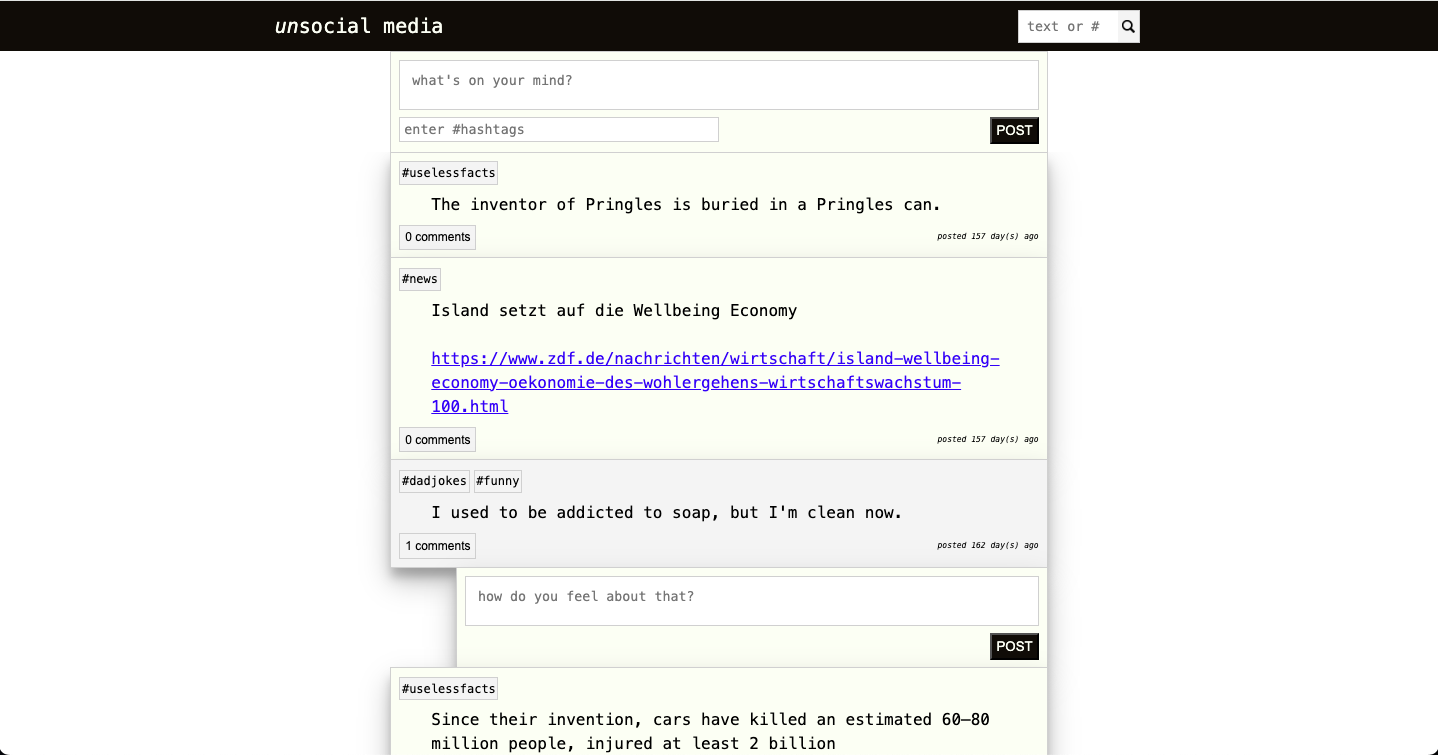 unsocial media
text or #
what's on your mind?
enter #hashtags
POST
#uselessfacts
The inventor of Pringles is buried in a Pringles can.
0 comments
posted 157 day(s) ago
#news
Island setzt auf die Wellbeing Economy
https://www.zdf.de/nachrichten/wirtschaft/island-wellbeing-
economy-oekonomie-des-wohlergehens-wirtschaftswachstum-
100.html
0 comments
posted 157 day(s) ago
#dadjokes #funny
I used to be addicted to soap, but I'm clean now.
1 comments
posted 162 day(s) ago
how do you feel about that?
POST
#uselessfacts
Since their invention, cars have killed an estimated 60–80
million people, injured at least 2 billion